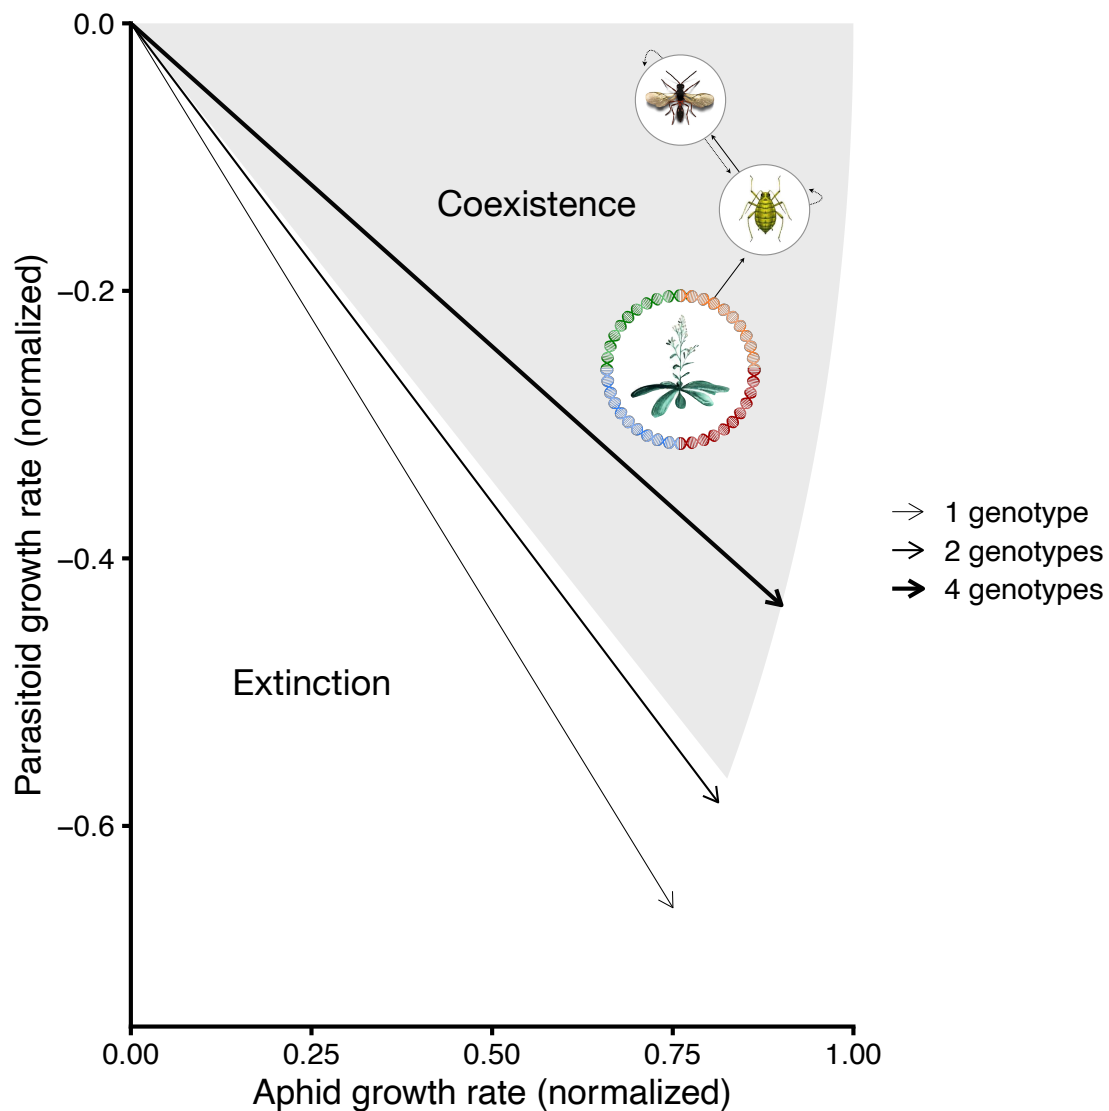 0.0
−0.2
−0.4
−0.6
Parasitoid growth rate (normalized)
Coexistence
Extinction
1 genotype
2 genotypes
4 genotypes
0.00
0.25
0.50
0.75
1.00
Aphid growth rate (normalized)